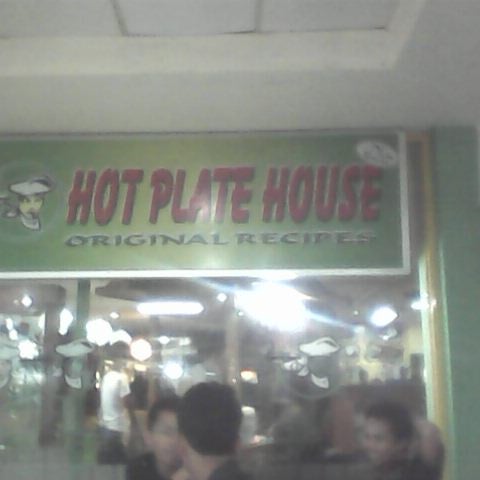 HOT PLATE HOUSE
ORIGINAL RECIPES